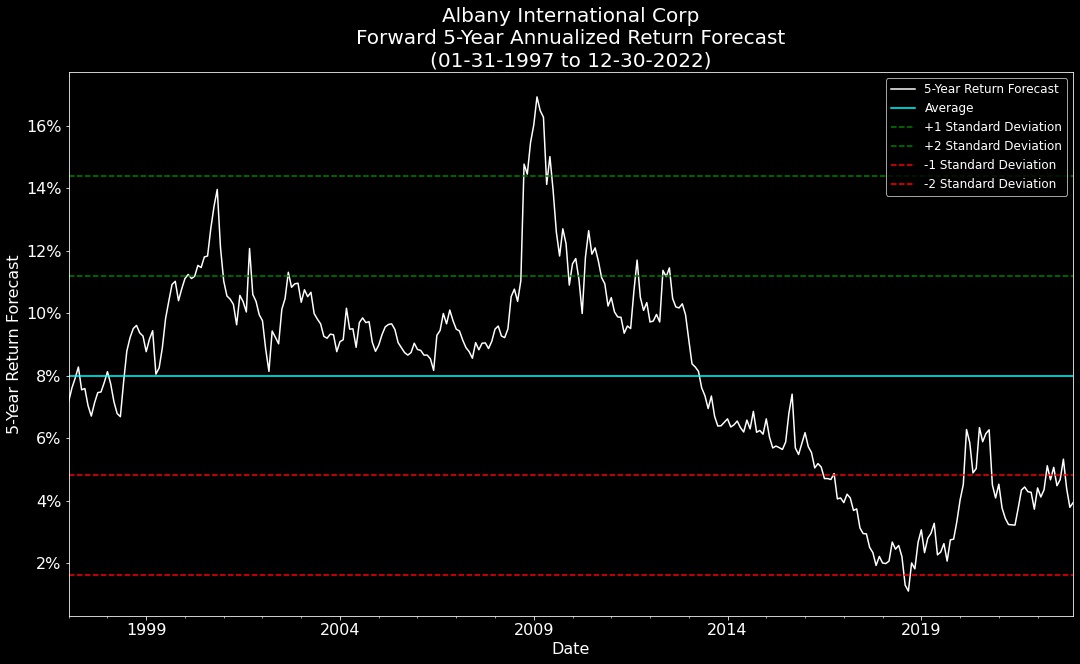 Albany International Corp
Forward 5-Year Annualized Return Forecast
(01-31-1997 to 12-30-2022)
5-Year Return Forecast
Average
+1 Standard Deviation
+2 Standard Deviation
-1 Standard Deviation
-2 Standard Deviation
5-Year Return Forecast
16%
14%
12%
10%
8%
6%
4%
2%
1999
2004
2009
2014
2019
Date